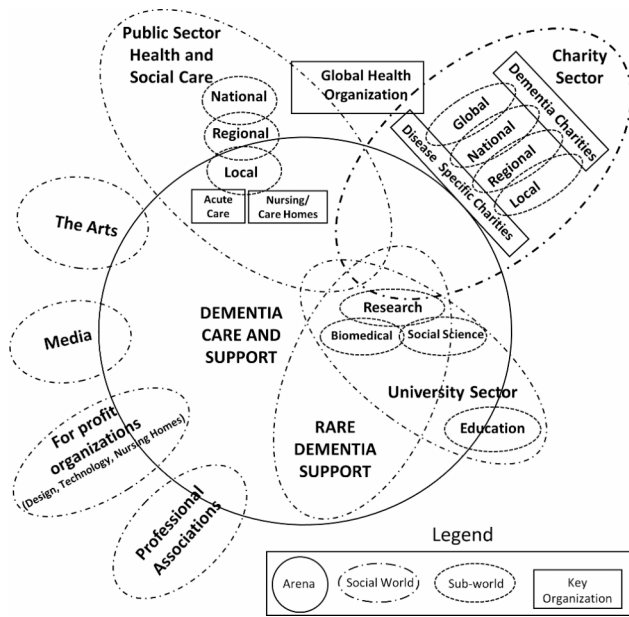 Public Sector
Health and
Social Care
National
Regional
Local
Acute
Care
Nursing/
Care Homes
Global Health
Organization
Charity
Sector
Dementia Charities
Global
National
Regional
Local
Disease Specific Charities
The Arts
Media
For profit
organizations
(Design, Technology, Nursing Homes)
Professional
Associations
DEMENTIA
CARE AND
SUPPORT
Research
Biomedical
Social Science
University Sector
Education
RARE
DEMENTIA
SUPPORT
Legend
Arena
Social World
Sub-world
Key
Organization